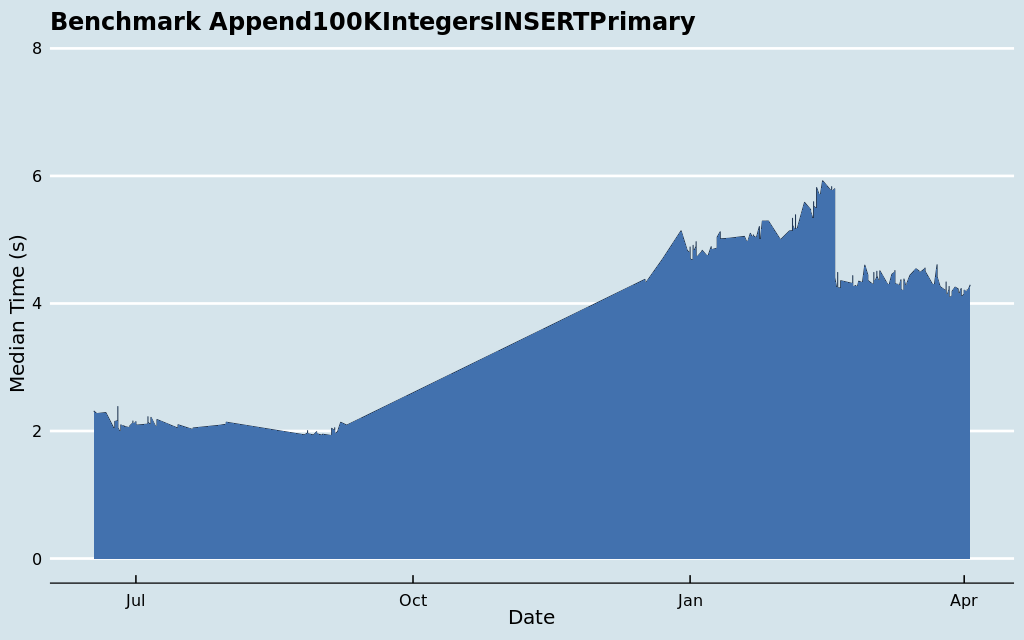 Benchmark Append100KIntegersINSERTPrimary
8
6
4
2
0
Median Time (s)
Jul
Oct
Jan
Apr
Date